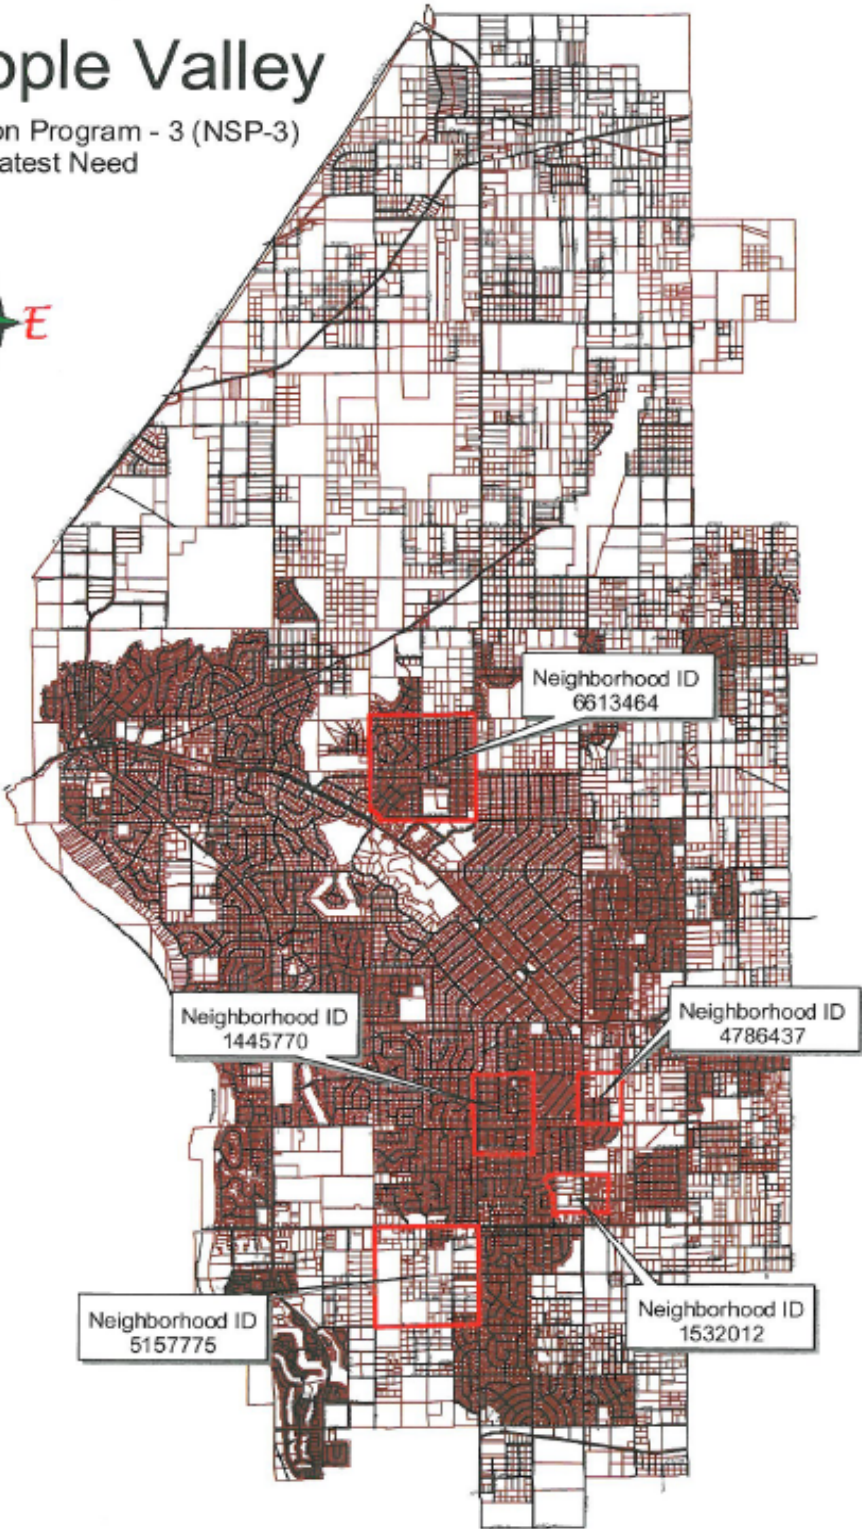 pple Valley
on Program - 3 (NSP-3)
atest Need
E
Neighborhood ID
6613464
Neighborhood ID
1445770
Neighborhood ID
4786437
Neighborhood ID
5157775
Neighborhood ID
1532012